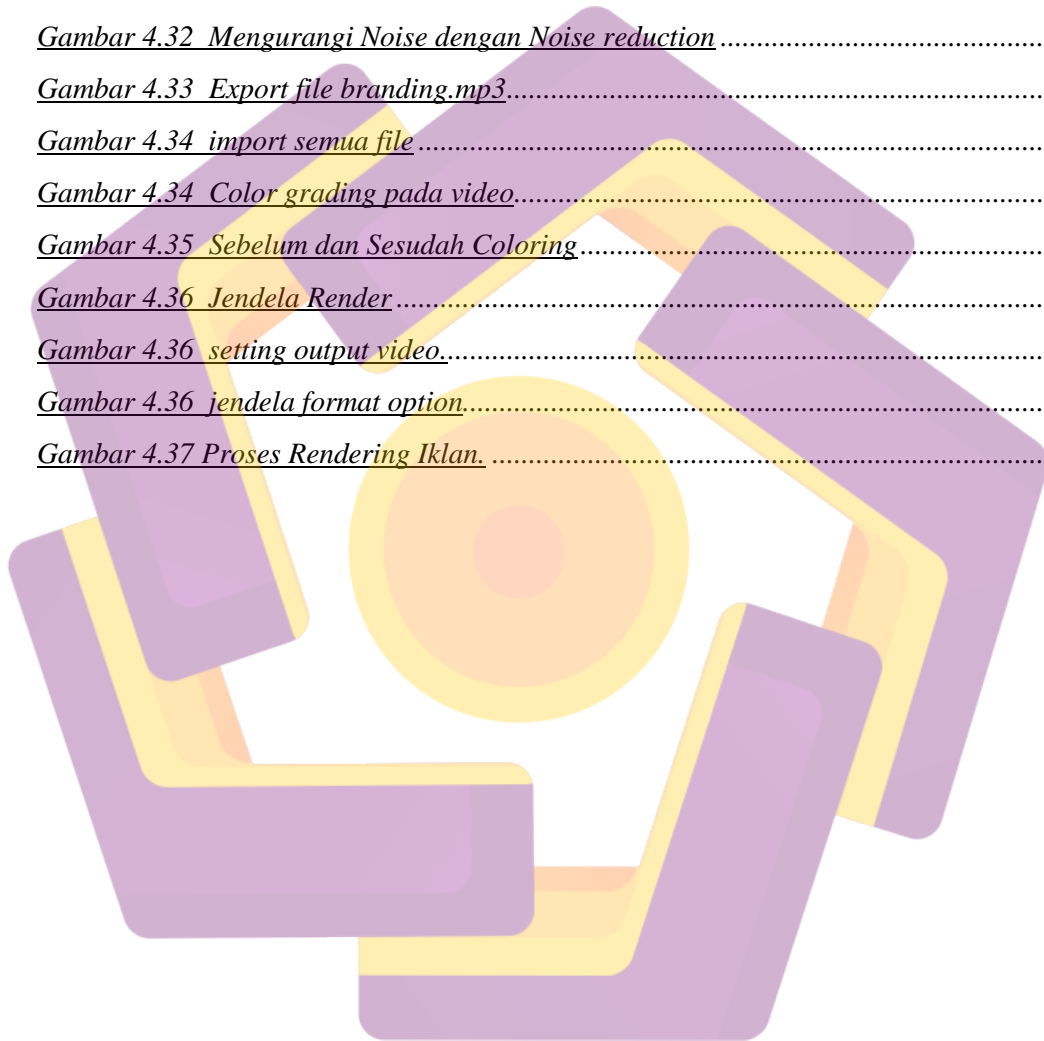 Gambar 4.32  Mengurangi Noise dengan Noise reduction ............................................
Gambar 4.33  Export file branding.mp3.........................................................................
Gambar 4.34  import semua file .....................................................................................
Gambar 4.34  Color grading pada video........................................................................
Gambar 4.35  Sebelum dan Sesudah Coloring...............................................................
Gambar 4.36  Jendela Render ........................................................................................
Gambar 4.36  setting output video.................................................................................
Gambar 4.36  jendela format option...............................................................................
Gambar 4.37 Proses Rendering Iklan. ...........................................................................